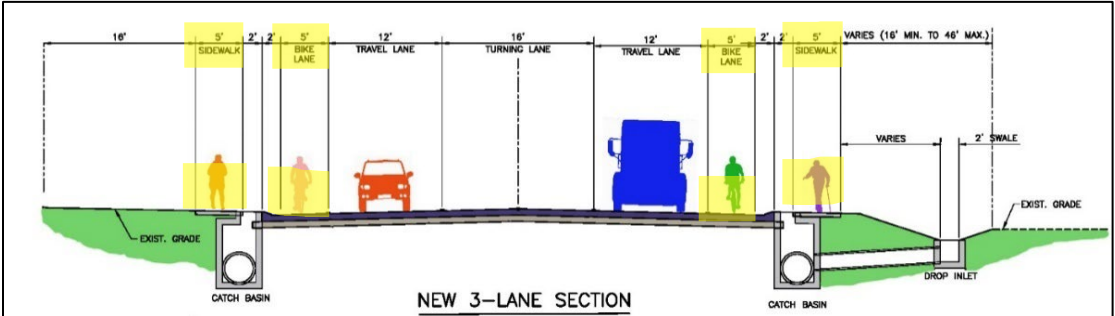 16' 5' 2' 5' 12' 16' 12' 5' 2' 2' 5' VARIES (16' MIN. TO 46' MAX.)
SIDEWALK 2' BIKE LANE TRAVEL LANE TURNING LANE TRAVEL LANE BIKE LANE SIDEWALK
VARIES 2' SWALE
EXIST. GRADE EXIST. GRADE
DROP INLET
CATCH BASIN NEW 3-LANE SECTION CATCH BASIN